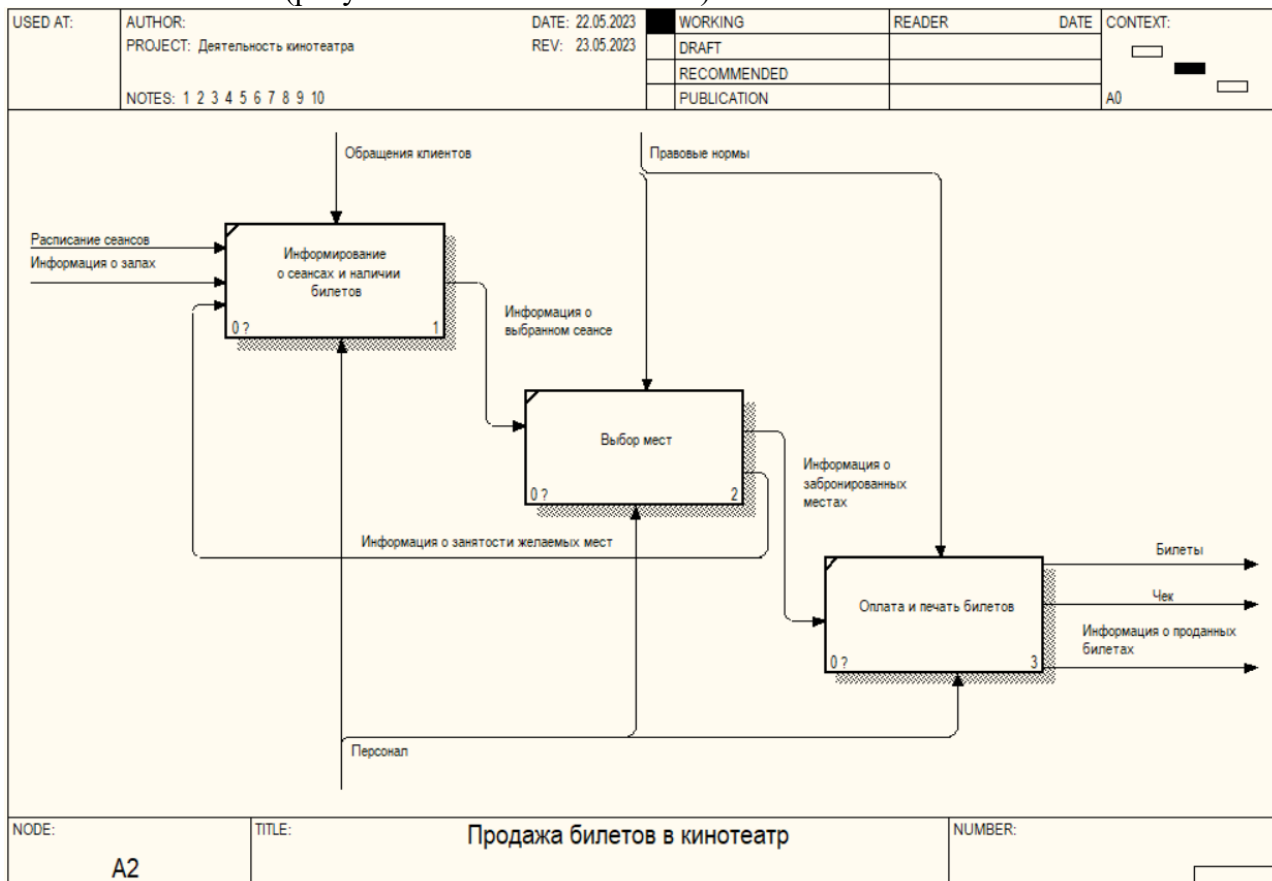 USED AT:
AUTHOR:
DATE: 22.05.2023
PROJECT: Деятельность кинотеатра
REV: 23.05.2023
NOTES: 1 2 3 4 5 6 7 8 9 10
WORKING
DRAFT
RECOMMENDED
PUBLICATION
READER
DATE
CONTEXT:
A0
Обращения клиентов
Правовые нормы
Расписание сеансов
Информация о залах
Информирование
о сеансах и наличии
билетов
0 ?
1
Информация о
выбранном сеансе
Выбор мест
0 ?
2
Информация о
забронированных
местах
Информация о занятости желаемых мест
Оплата и печать билетов
0 ?
3
Билеты
Чек
Информация о проданных
билетах
Персонал
NODE:
A2
TITLE:
Продажа билетов в кинотеатр
NUMBER: